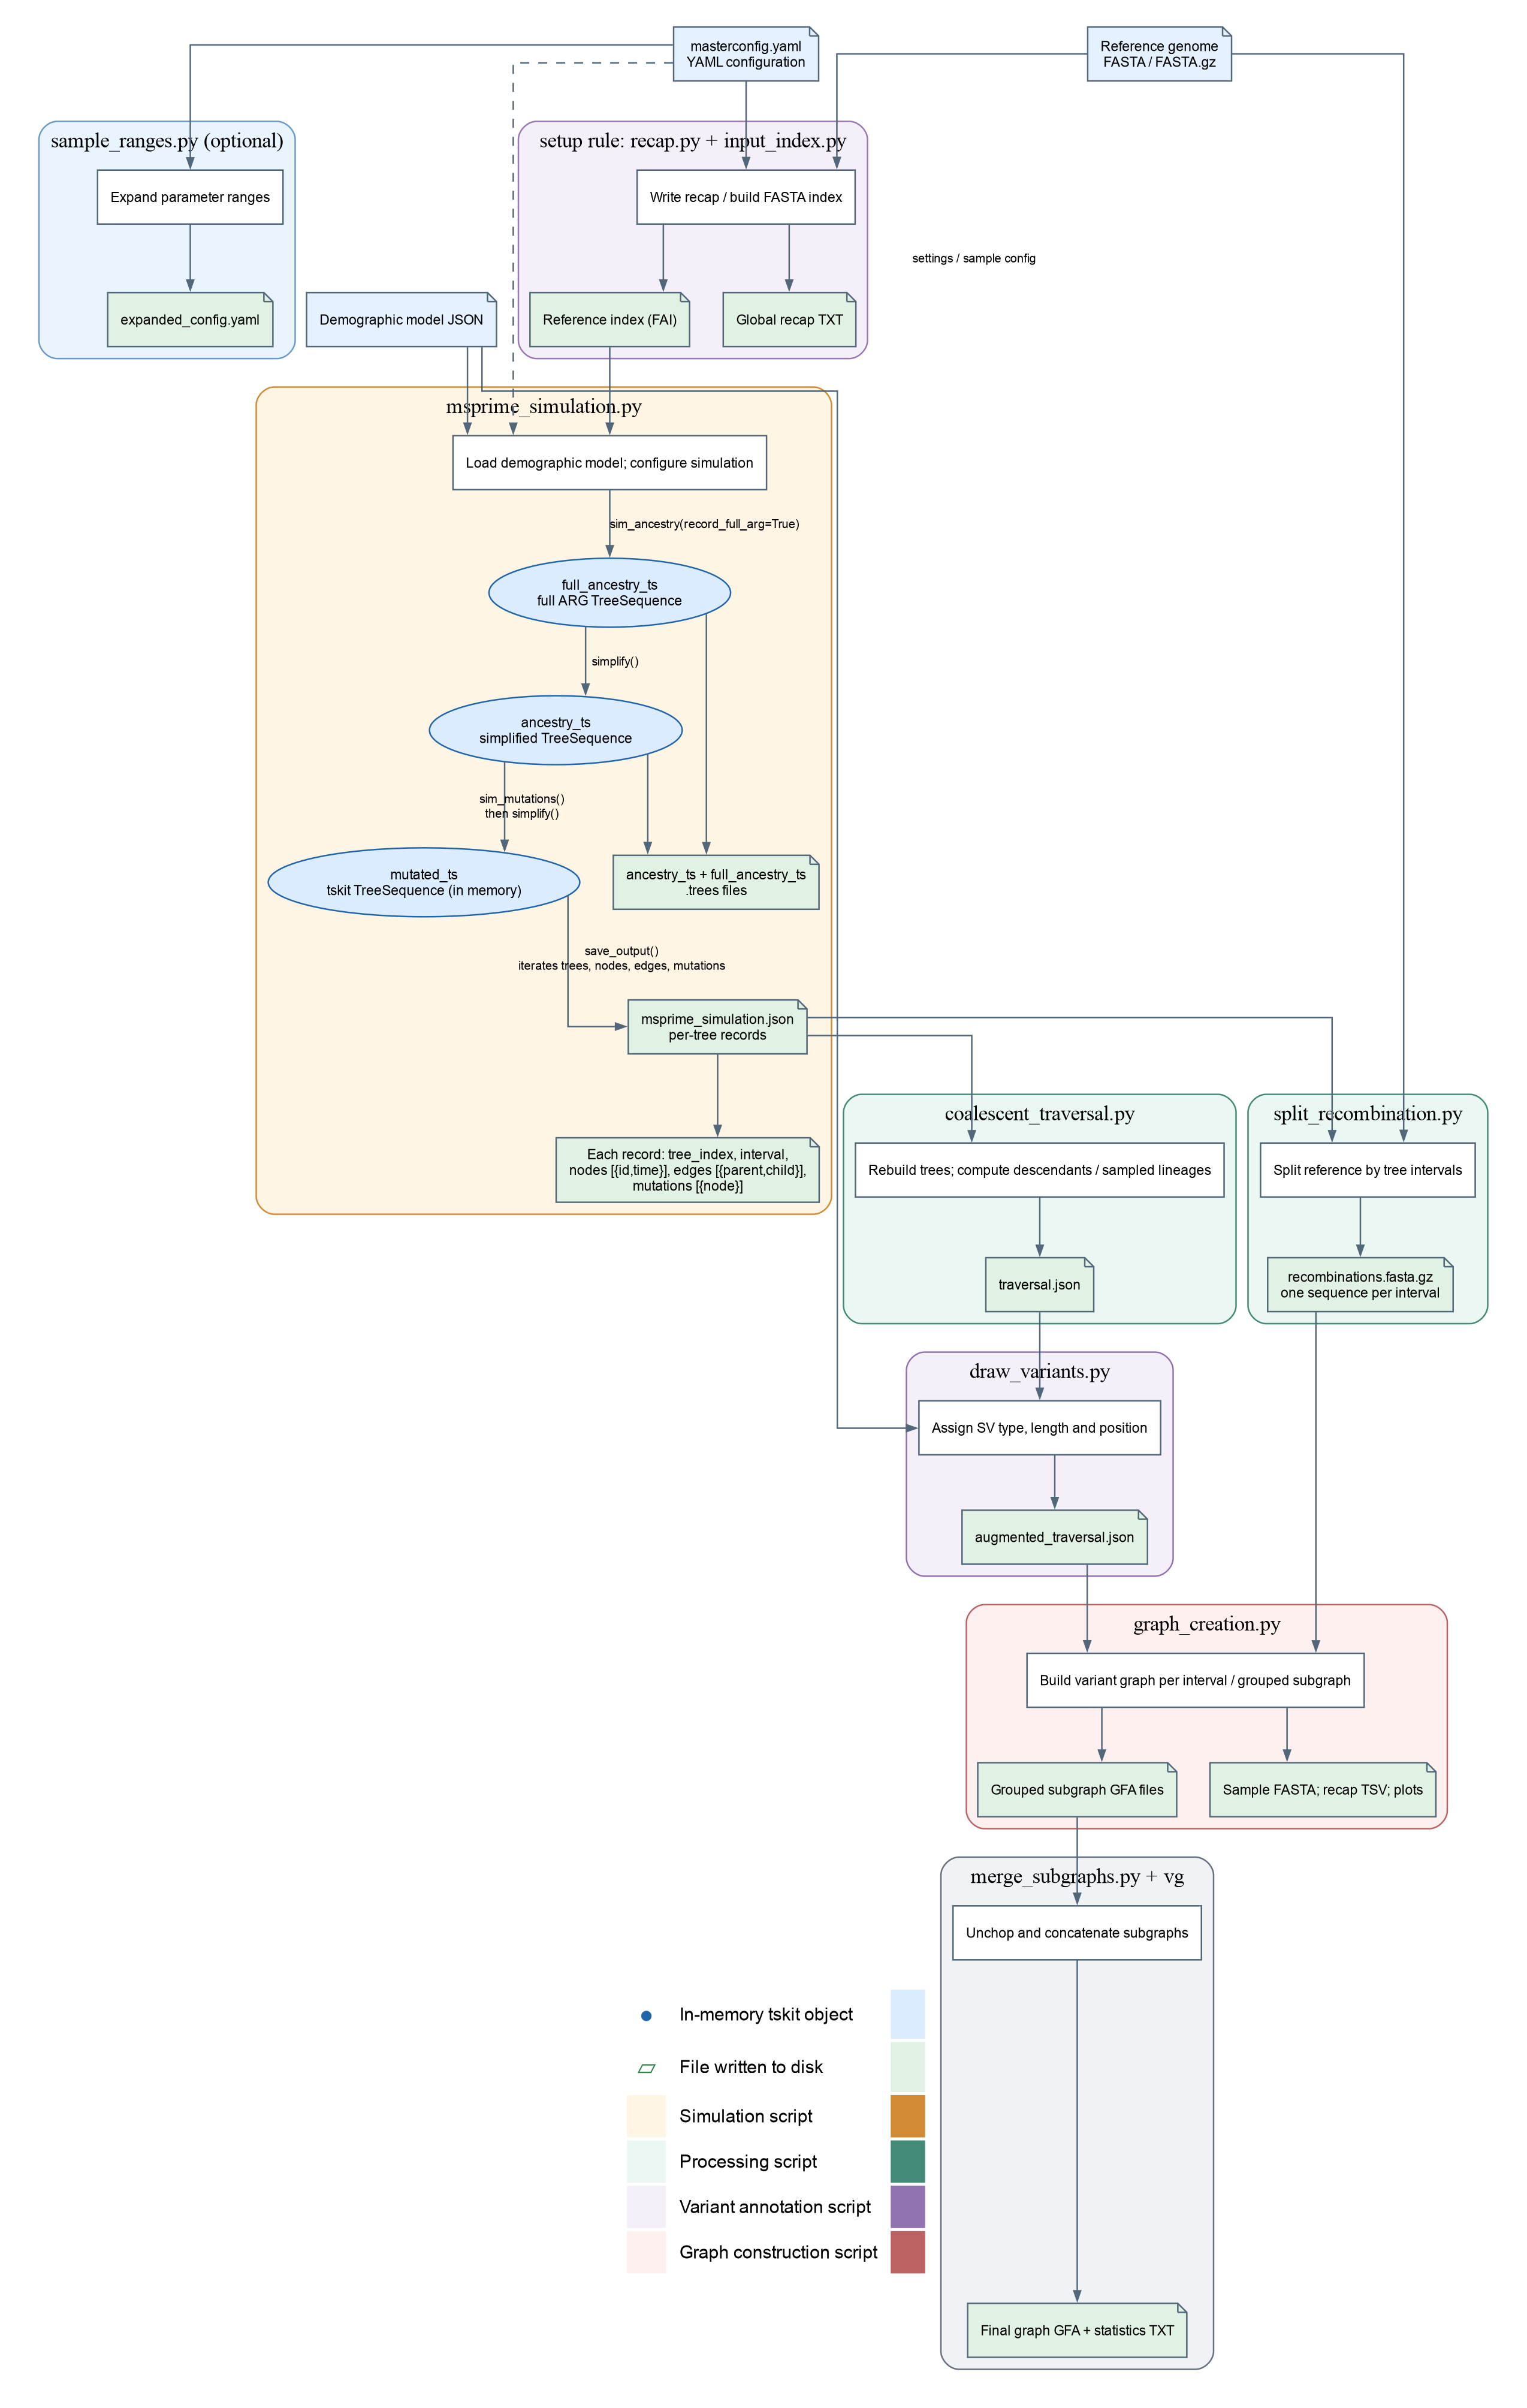 masterconfig.yaml
YAML configuration
Reference genome
FASTA / FASTA.gz
sample_ranges.py (optional)
setup rule: recap.py + input_index.py
Expand parameter ranges
Write recap / build FASTA index
settings / sample config
expanded_config.yaml
Demographic model JSON
Reference index (FAI)
Global recap TXT
msprime_simulation.py
Load demographic model; configure simulation
sim_ancestry(record_full_arg=True)
full_ancestry_ts
full ARG TreeSequence
simplify()
ancestry_ts
simplified TreeSequence
sim_mutations()
then simplify()
mutated_ts
tskit TreeSequence (in memory)
ancestry_ts + full_ancestry_ts
.trees files
save_output()
iterates trees, nodes, edges, mutations
msprime_simulation.json
per-tree records
Each record: tree_index, interval,
nodes [{id,time}], edges [{parent,child}],
mutations [{node}]
coalescent_traversal.py
Rebuild trees; compute descendants / sampled lineages
traversal.json
split_recombination.py
Split reference by tree intervals
recombinations.fasta.gz
one sequence per interval
draw_variants.py
Assign SV type, length and position
augmented_traversal.json
graph_creation.py
Build variant graph per interval / grouped subgraph
Grouped subgraph GFA files
Sample FASTA; recap TSV; plots
merge_subgraphs.py + vg
Unchop and concatenate subgraphs
Final graph GFA + statistics TXT
In-memory tskit object
File written to disk
Simulation script
Processing script
Variant annotation script
Graph construction script